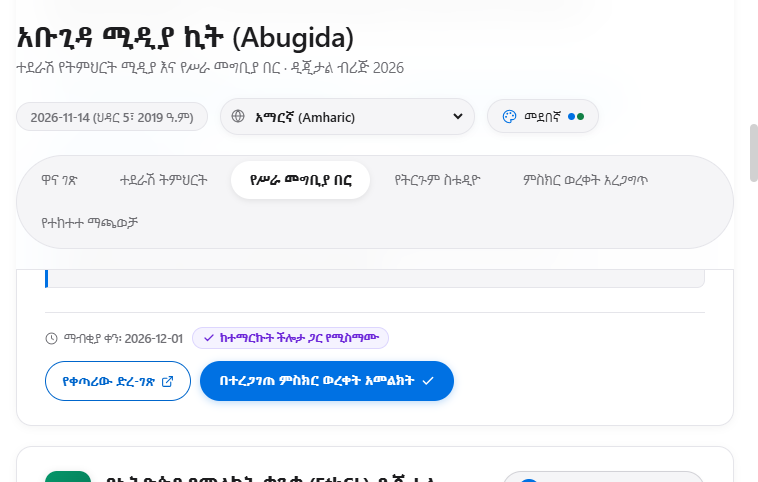 አቡጊዳ ሚዲያ ኪት (Abugida)
ተደራሽ የትምህርት ሚዲያ እና የሥራ መግቢያ በር · ዲጂታል ብሪጅ 2026
2026-11-14 (ህዳር 5፣ 2019 ዓ.ም)
አማርኛ (Amharic)
መደበኛ
ዋና ገጽ
ተደራሽ ትምህርት
የሥራ መግቢያ በር
የትርጉም ስቱዲዮ
ምስክር ወረቀት አረጋግጥ
የተከተተ ማጫወቻ
ማብቂያ ቀን፡ 2026-12-01
ከተማርኩት ችሎታ ጋር የሚስማሙ
የቀጣሪው ድረ-ገጽ
በተረጋገጠ ምስክር ወረቀት አመልክት